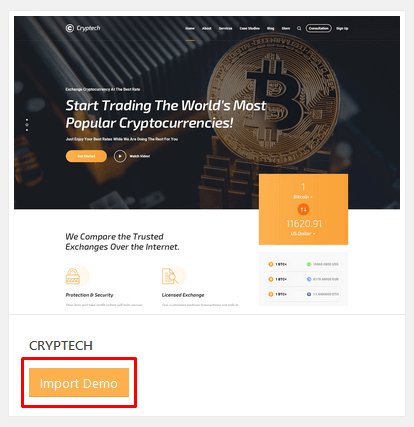 Cryptech
Home About Services Case Studies Blog Store Consultation Sign Up
Exchange Cryptocurrency At The Best Rate
Start Trading The World's Most
Popular Cryptocurrencies!
Just Enjoy Your Best Rates While We Are Doing The Rest For You
Get Started Watch Video!
1
Bitcoin
11620.91
US Dollar
We Compare the Trusted
Exchanges Over the Internet.
Protection & Security
Licensed Exchange
1 BTC=
1 BTC=
1 BTC=
CRYPTECH
Import Demo